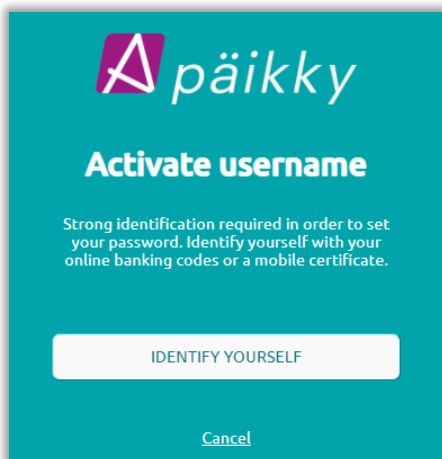 A päikky
Activate username
Strong identification required in order to set
your password. Identify yourself with your
online banking codes or a mobile certificate.
IDENTIFY YOURSELF
Cancel